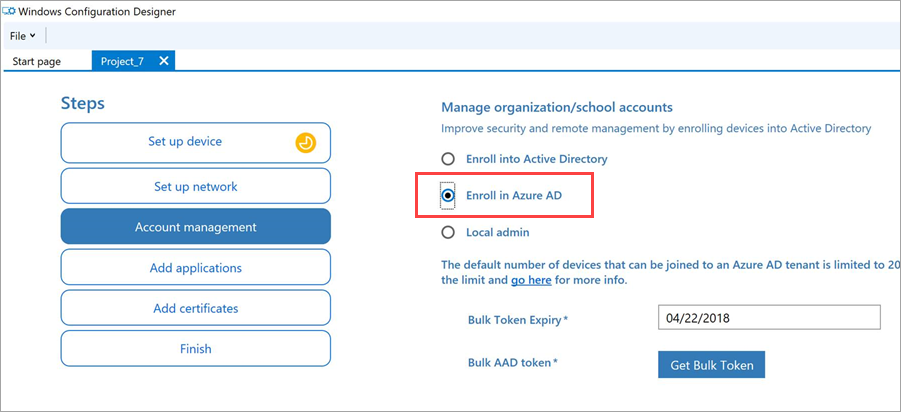 Windows Configuration Designer
File
Start page
Project_7
Steps
Set up device
Set up network
Account management
Add applications
Add certificates
Finish
Manage organization/school accounts
Improve security and remote management by enrolling devices into Active Directory
Enroll into Active Directory
Enroll in Azure AD
Local admin
The default number of devices that can be joined to an Azure AD tenant is limited to 20
the limit and go here for more info.
Bulk Token Expiry*
04/22/2018
Bulk AAD token*
Get Bulk Token